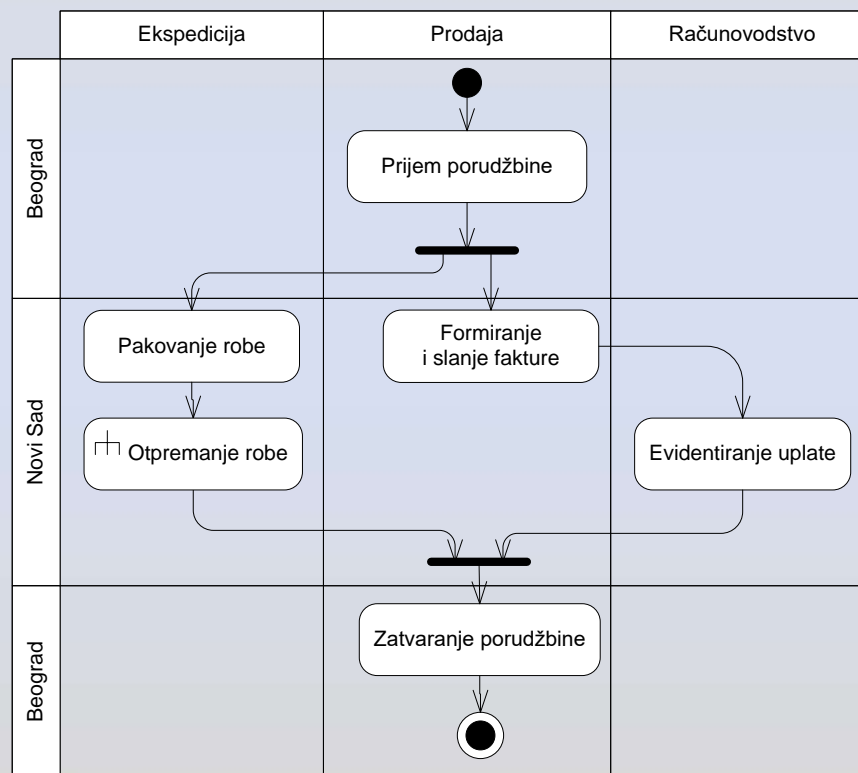 Ekspedicija
Prodaja
Računovodstvo
Beograd
Prijem porudžbine
Novi Sad
Pakovanje robe
Formiranje
i slanje fakture
Otpremanje robe
Evidentiranje uplate
Beograd
Zatvaranje porudžbine